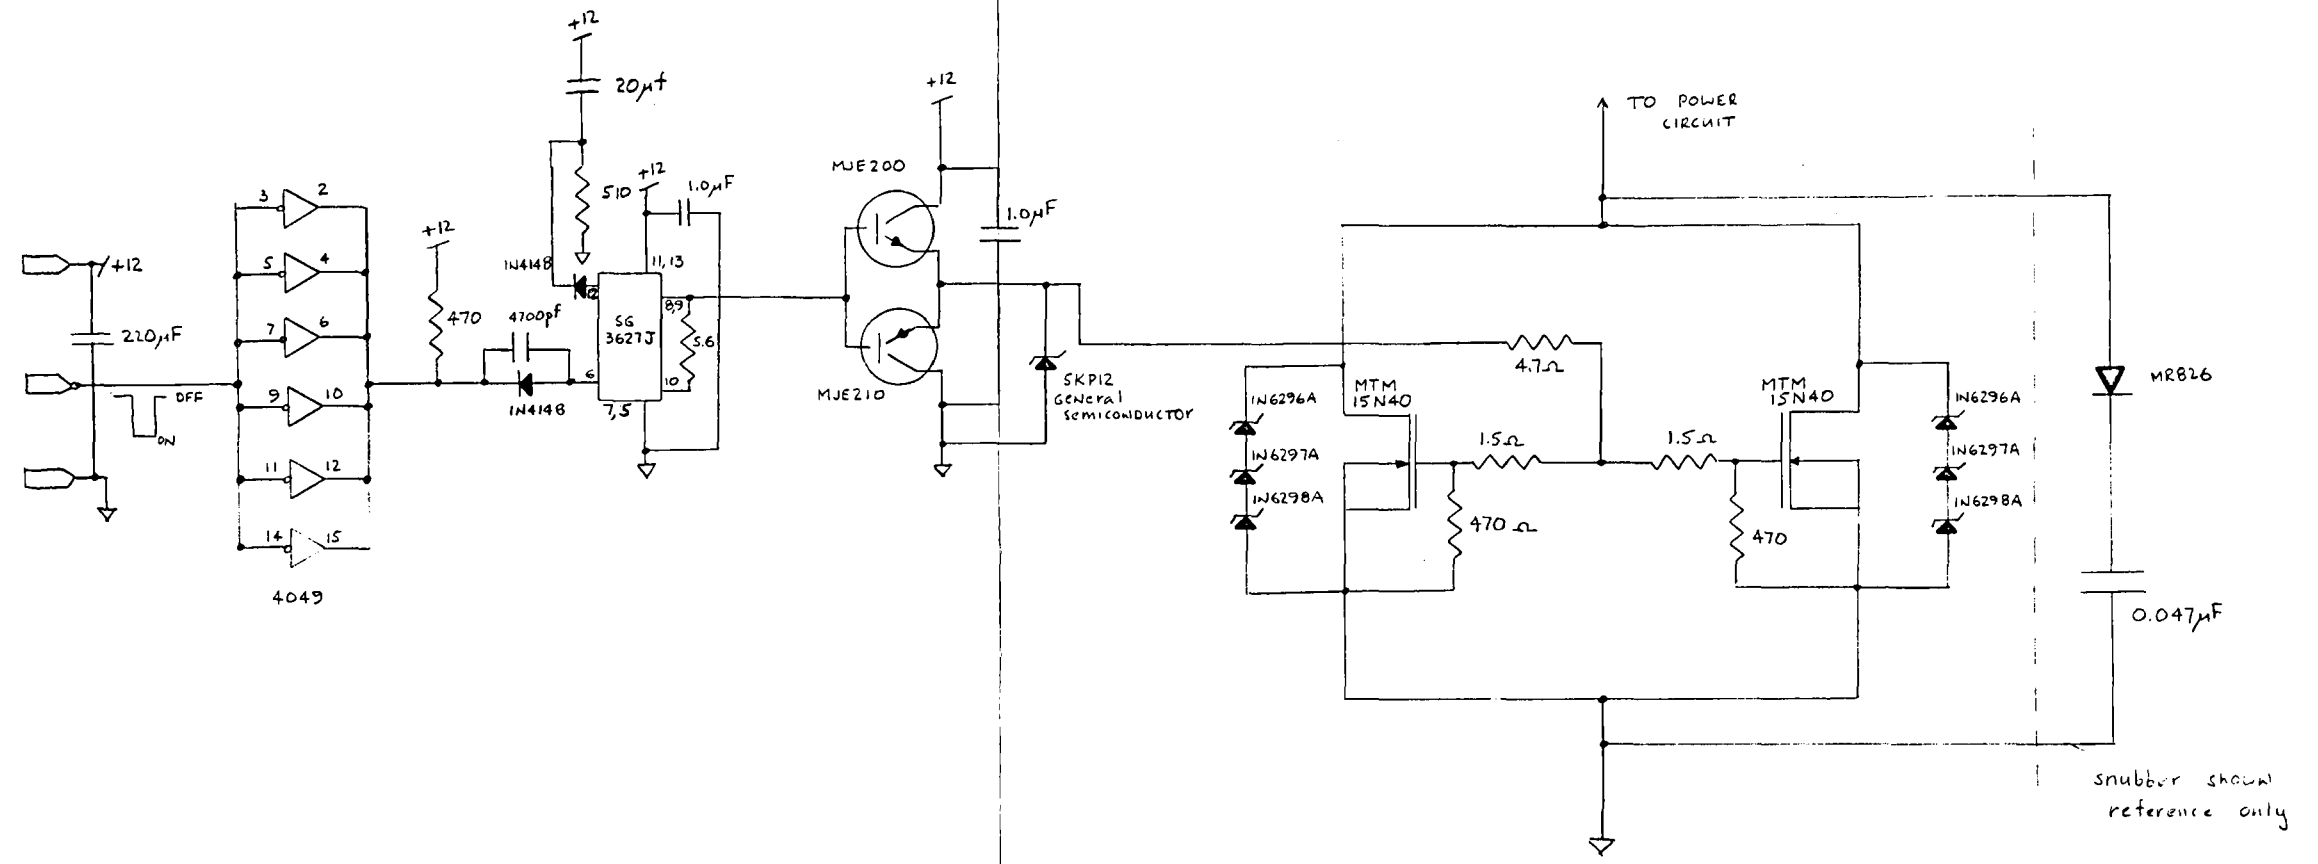 +12
20µf
510
+12
1.0µF
+12
MJE200
1.0µF
TO POWER
CIRCUIT
3
2
5
4
7
6
9
10
11
12
14
15
4049
+12
220µF
OFF
ON
+12
470
4700pf
1N4148
1N4148
2
11,13
SG
3627J
8,9
5.6
6
10
7,5
MJE210
SKP12
General
Semiconductor
4.7Ω
1N6296A
1N6297A
1N6298A
MTM
15N40
1.5Ω
470 Ω
1.5Ω
470
MTM
15N40
1N6296A
1N6297A
1N6298A
MR826
0.047µF
snubber shown
reference only